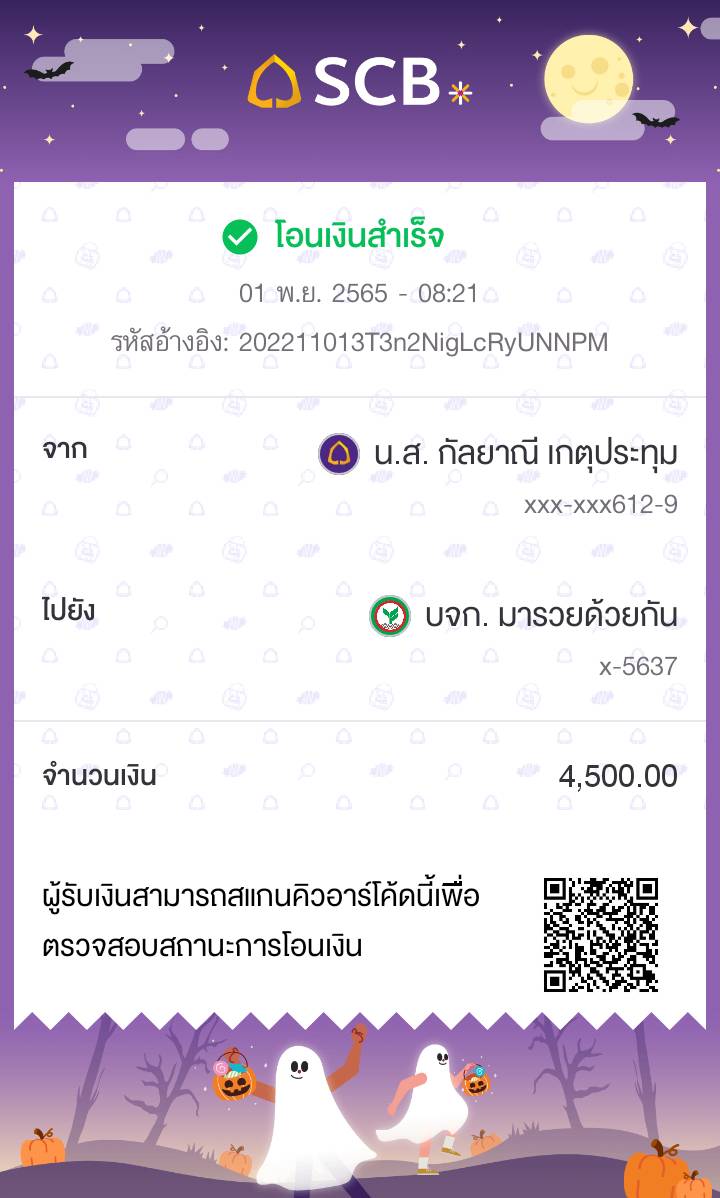 SCB
โอนเงินสำเร็จ
01 พ.ย. 2565 - 08:21
รหัสอ้างอิง: 202211013T3n2NigLcRyUNNPM
จาก
น.ส. กัลยาณี เกตุประทุม
xxx-xxx612-9
ไปยัง
บจก. มารวยด้วยกัน
x-5637
จำนวนเงิน
4,500.00
ผู้รับเงินสามารถสแกนคิวอาร์โค้ดนี้เพื่อ
ตรวจสอบสถานะการโอนเงิน